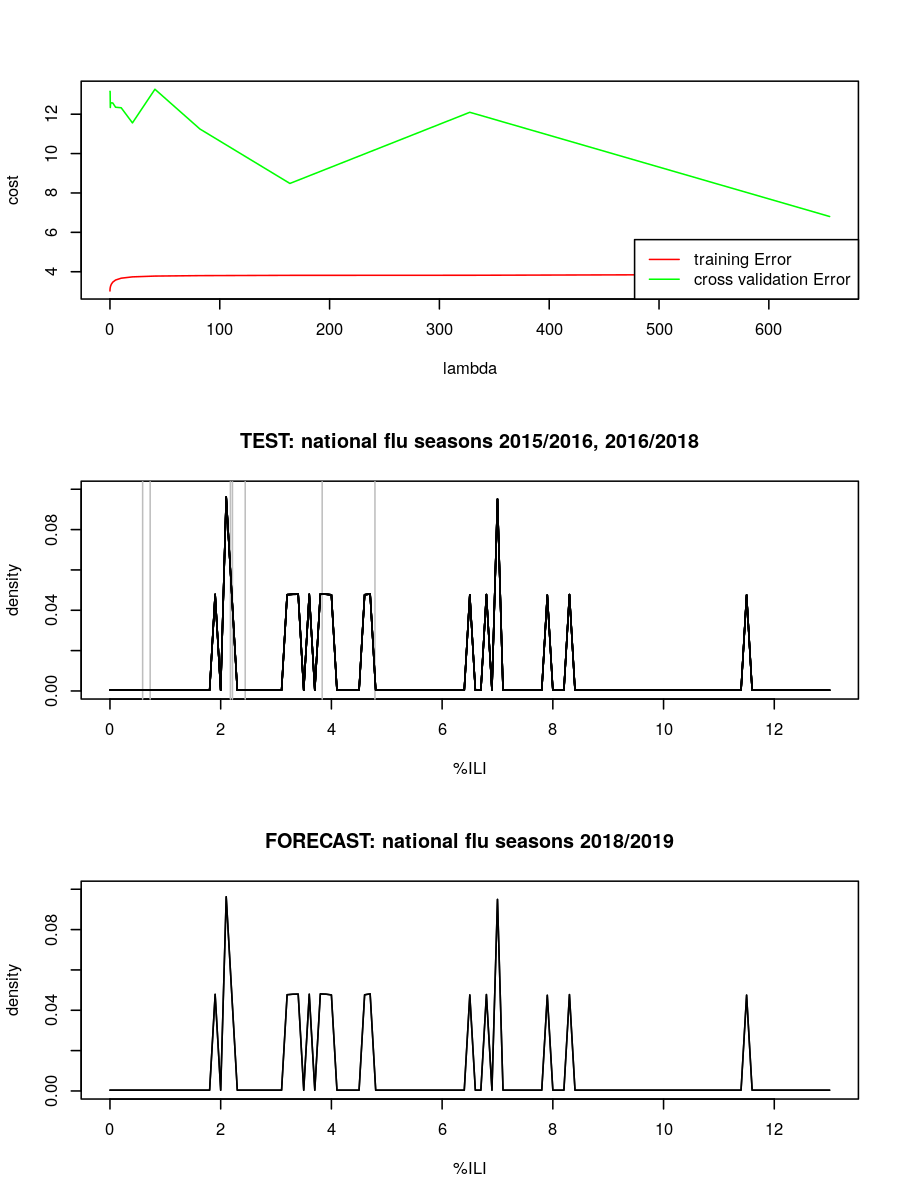 12
10
8
6
4
cost
training Error
cross validation Error
0 100 200 300 400 500 600
lambda
TEST: national flu seasons 2015/2016, 2016/2018
0.08
0.04
0.00
density
0 2 4 6 8 10 12
%ILI
FORECAST: national flu seasons 2018/2019
0.08
0.04
0.00
density
0 2 4 6 8 10 12
%ILI